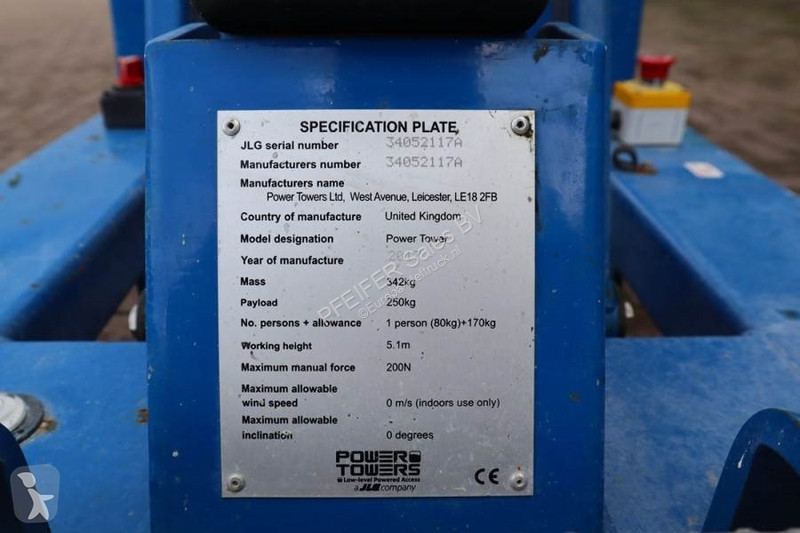 SPECIFICATION PLATE
JLG serial number 34052117A
Manufacturers number 34052117A
Manufacturers name
Power Towers Ltd, West Avenue, Leicester, LE18 2FB
Country of manufacture United Kingdom
Model designation Power Tower
Year of manufacture
Mass 342kg
Payload 250kg
No. persons + allowance 1 person (80kg)+170kg
Working height 5.1m
Maximum manual force 200N
Maximum allowable
wind speed 0 m/s (indoors use only)
Maximum allowable
inclination 0 degrees
POWER
TOWERS
Low-level Powered Access
a JLG company
CE
PFEIFER Sales BV